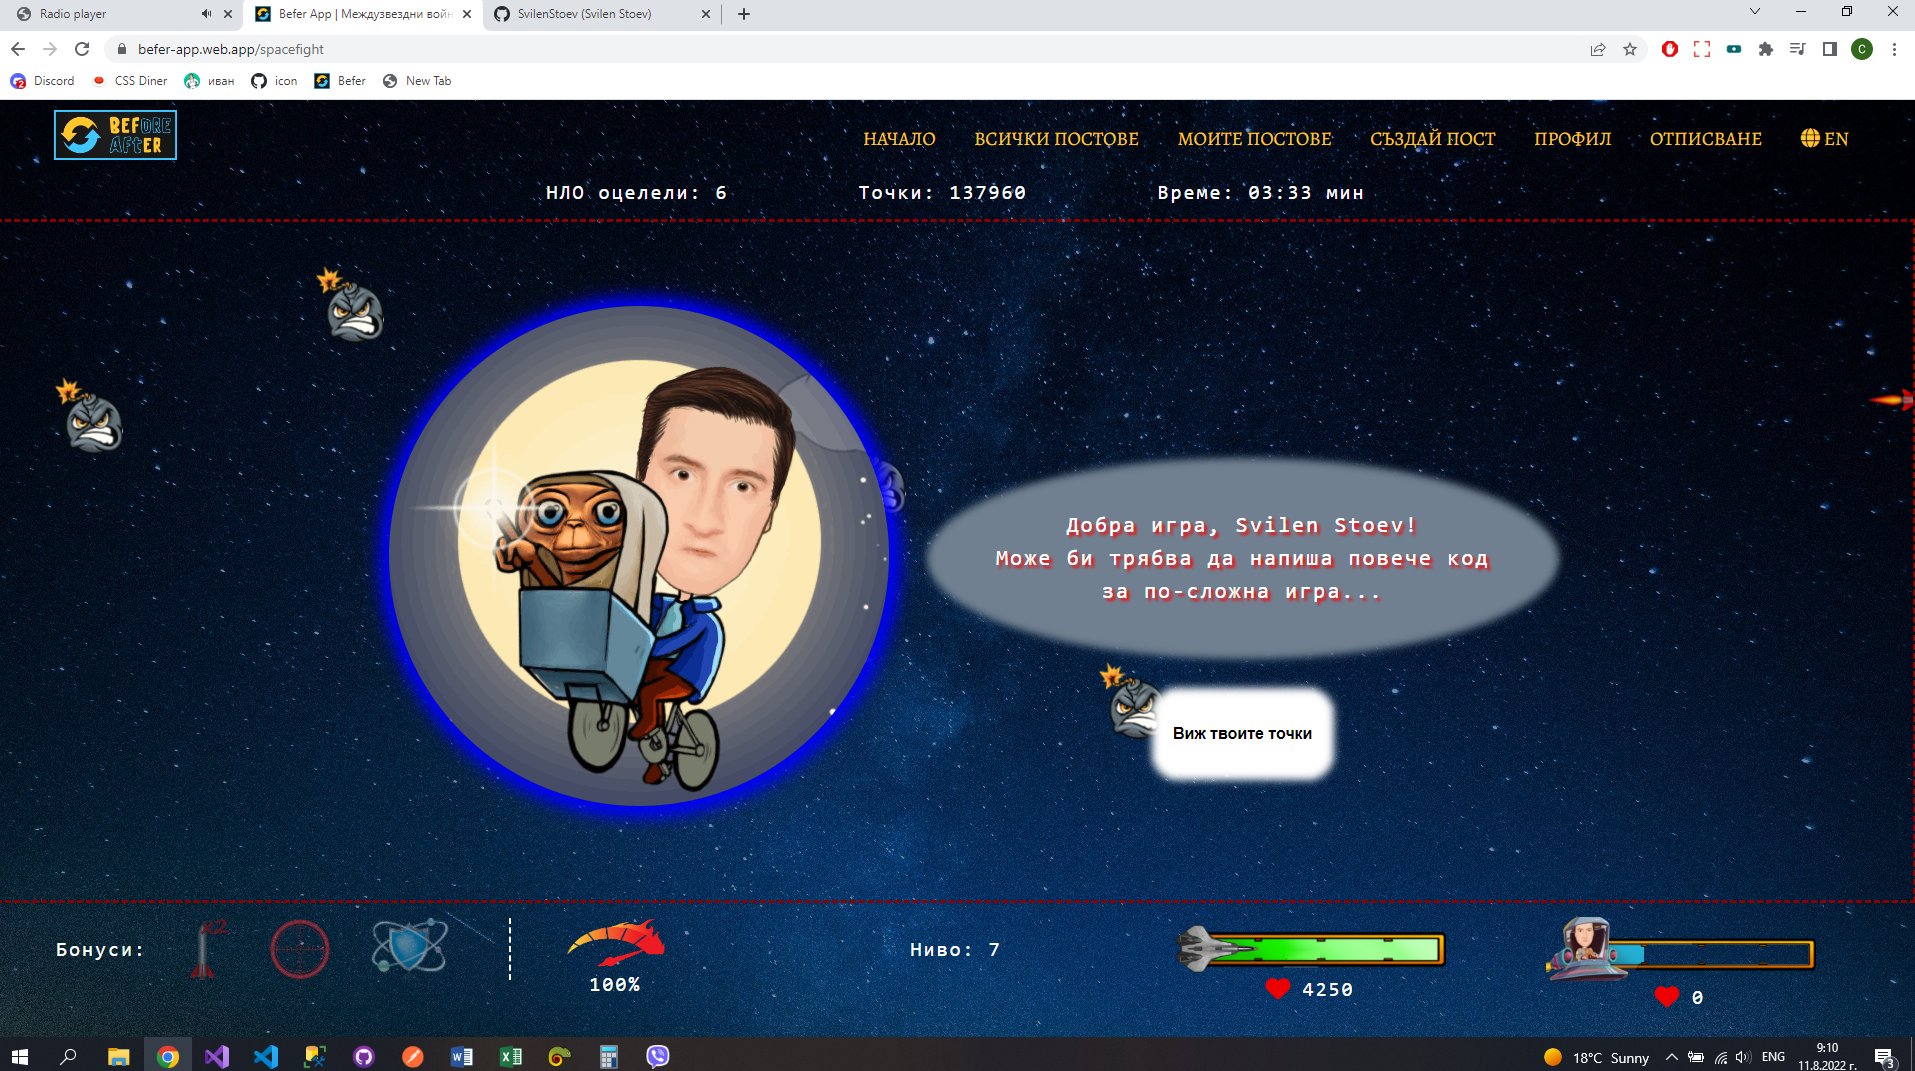 Radio player
Befer App | Междузвездни войн
SvilenStoev (Svilen Stoev)
befer-app.web.app/spacefight
C
2
Discord
CSS Diner
иван
icon
Befer
New Tab
BEFORE
AftER
НАЧАЛО
ВСИЧКИ ПОСТОВЕ
МОИТЕ ПОСТОВЕ
СЪЗДАЙ ПОСТ
ПРОФИЛ
ОТПИСВАНЕ
EN
НЛО оцелели: 6
Точки: 137960
Време: 03:33 мин
Добра игра, Svilen Stoev!
Може би трябва да напиша повече код
за по-сложна игра...
Виж твоите точки
Бонуси:
x2
100%
Ниво: 7
4250
0
18°C Sunny
ENG
9:10
11.8.2022 г.
3